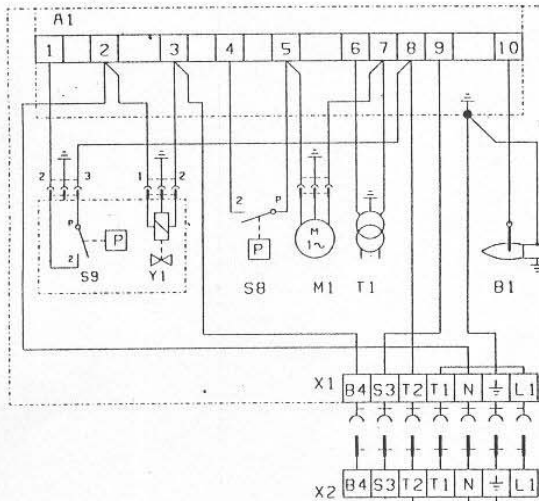 A1
1 2 3 4 5 6 7 8 9 10
2 3 1 2
P P 2 P
2 P M 1~
S9 Y1 S8 M1 T1 B1
X1 B4 S3 T2 T1 N L1
X2 B4 S3 T2 T1 N L1